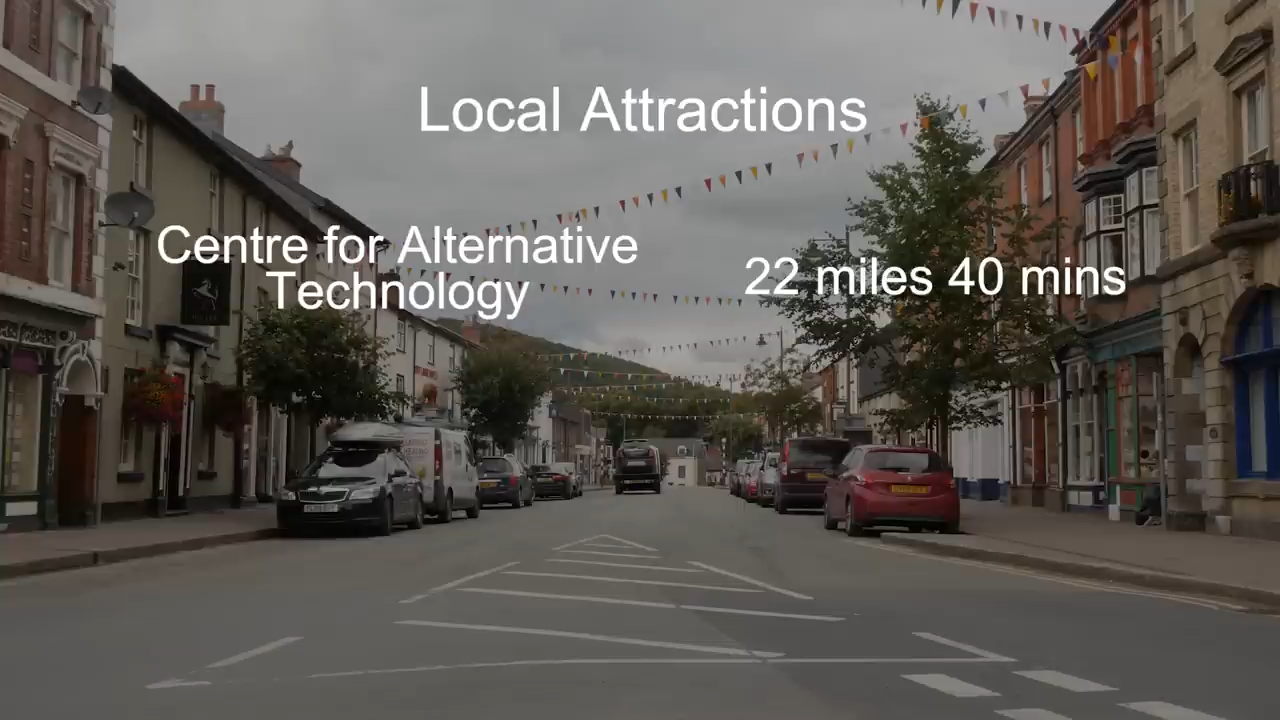 Local Attractions
Centre for Alternative
Technology
22 miles 40 mins